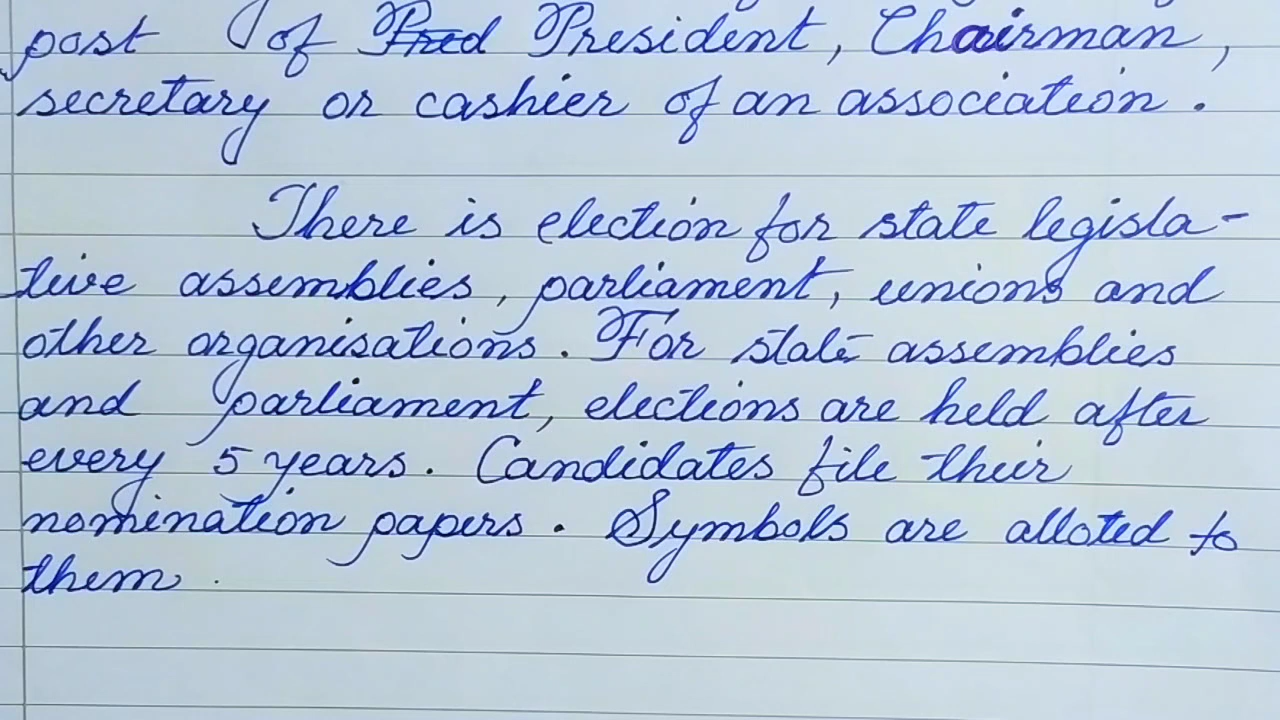 post of Pred President, Chairman,
secretary or cashier of an association.
There is election for state legisla-
tive assemblies, parliament, unions and
other organisations. For state assemblies
and parliament, elections are held after
every 5 years. Candidates file their
nomination papers. Symbols are alloted to
them.